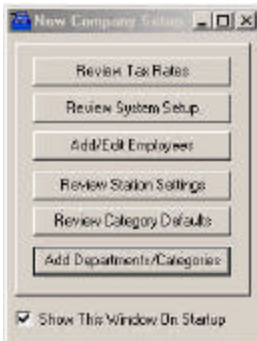 New Company Setup
Review Tax Rates
Review System Setup
Add/Edit Employees
Review Station Settings
Review Category Defaults
Add Departments/Categories
Show This Window On Startup